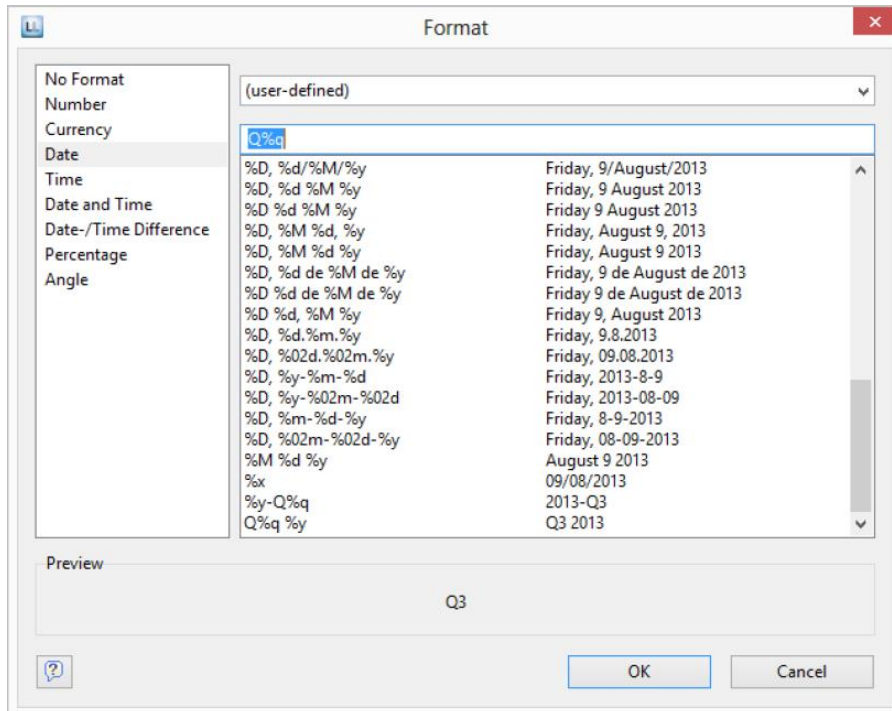 LL Format
No Format
Number
Currency
Date
Time
Date and Time
Date-/Time Difference
Percentage
Angle
(user-defined)
Q%q
%D, %d/%M/%y Friday, 9/August/2013
%D, %d %M %y Friday, 9 August 2013
%D %d %M %y Friday 9 August 2013
%D, %M %d, %y Friday, August 9, 2013
%D, %M %d %y Friday, August 9 2013
%D, %d de %M de %y Friday, 9 de August de 2013
%D %d de %M de %y Friday 9 de August de 2013
%D %d, %M %y Friday 9, August 2013
%D, %d.%m.%y Friday, 9.8.2013
%D, %02d.%02m.%y Friday, 09.08.2013
%D, %y-%m-%d Friday, 2013-8-9
%D, %y-%02m-%02d Friday, 2013-08-09
%D, %m-%d-%y Friday, 8-9-2013
%D, %02m-%02d-%y Friday, 08-09-2013
%M %d %y August 9 2013
%x 09/08/2013
%y-Q%q 2013-Q3
Q%q %y Q3 2013
Preview
Q3
OK Cancel